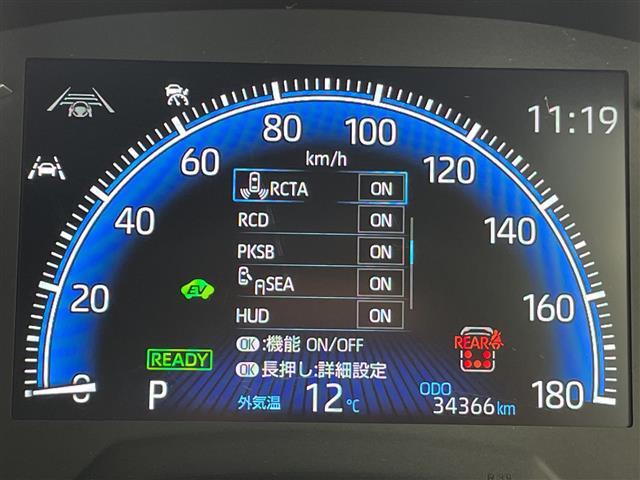 11:19
0
20
40
60
80
100
120
140
160
180
km/h
RCTA ON
RCD ON
PKSB ON
SEA ON
HUD ON
OK :機能 ON/OFF
OK 長押し:詳細設定
EV
READY
REAR
P
外気温 12℃
ODO
34366 km